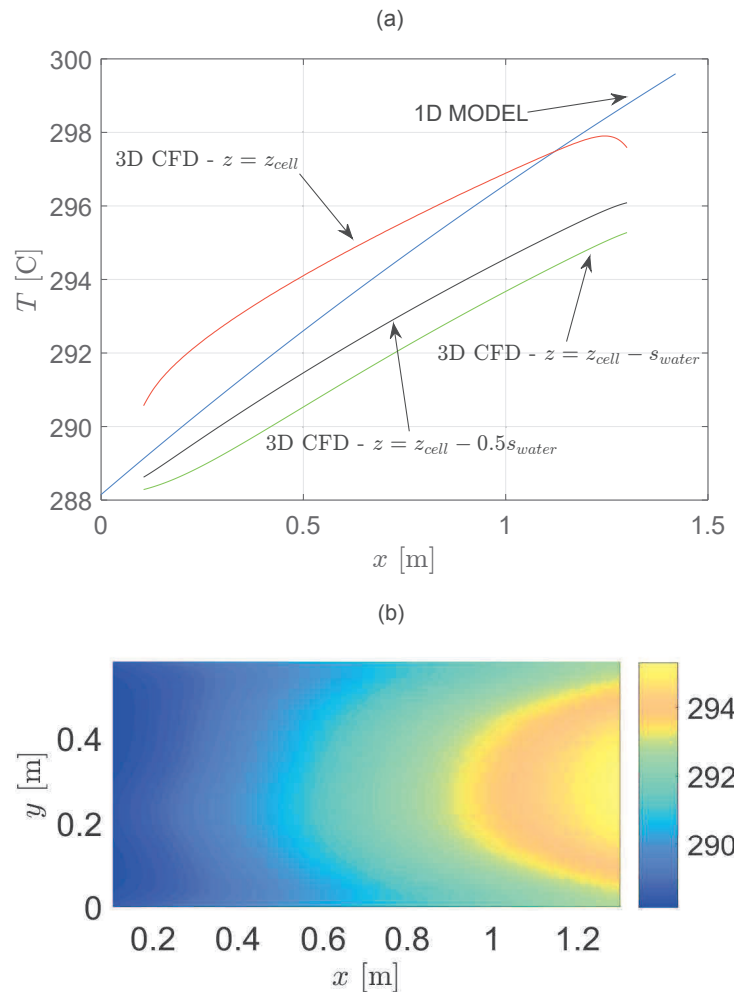 (a)
300
298
296
294
292
290
288
T [C]
1D MODEL
3D CFD - z = z_cell
3D CFD - z = z_cell − s_water
3D CFD - z = z_cell − 0.5s_water
0 0.5 1 1.5
x [m]
(b)
0.4
0.2
0
y [m]
294
292
290
0.2 0.4 0.6 0.8 1 1.2
x [m]